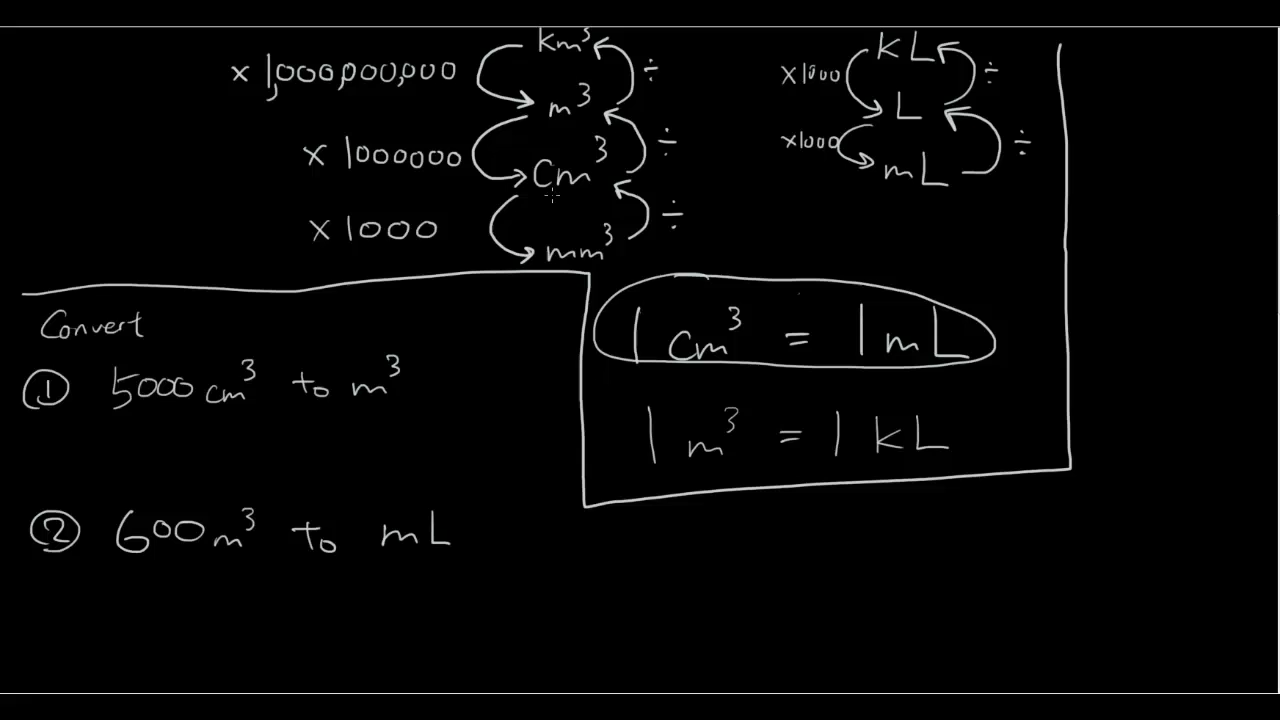 km³
x 1,000,000,000 ÷
m³
x 1000000 ÷
Cm³
x 1000 ÷
mm³
kL
x1000 ÷
L
x1000 ÷
mL
1 cm³ = 1 mL
1 m³ = 1 kL
Convert
① 5000 cm³ to m³
② 600 m³ to mL